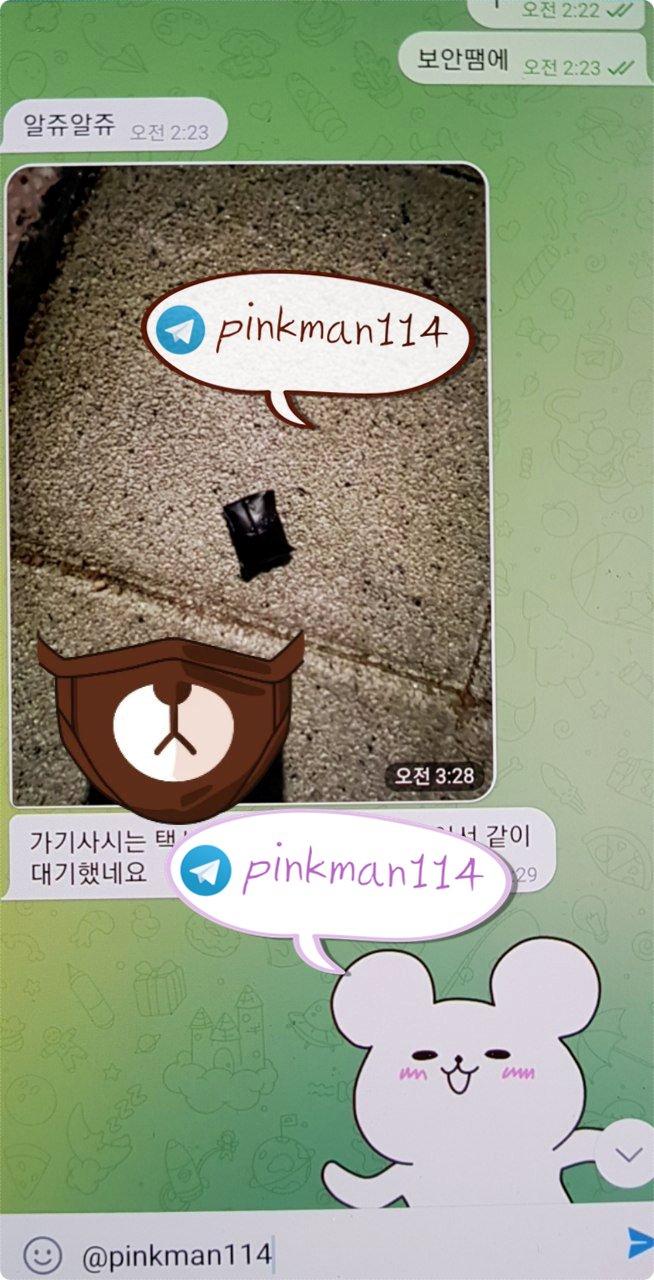 오전 2:22
보안땜에 오전 2:23
알쥬알쥬 오전 2:23
pinkman114
오전 3:28
가기사시는 같이
대기했네요 :29
pinkman114
@pinkman114